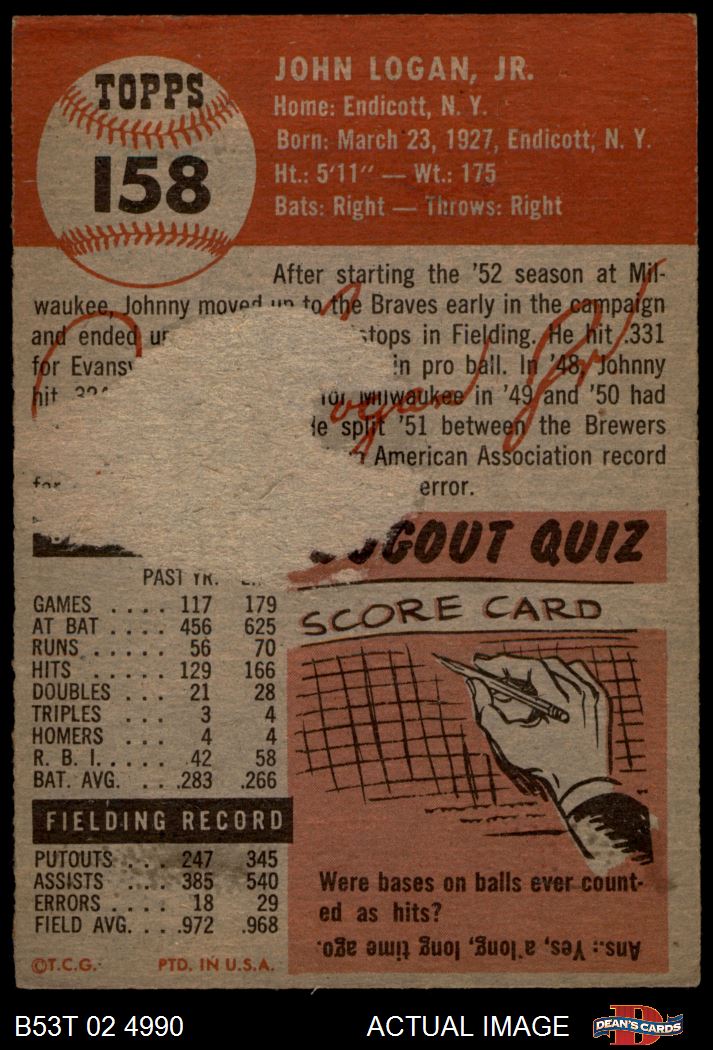 TOPPS
158
JOHN LOGAN, JR.
Home: Endicott, N. Y.
Born: March 23, 1927, Endicott, N. Y.
Ht.: 5'11" — Wt.: 175
Bats: Right — Throws: Right
After starting the '52 season at Mil-
waukee, Johnny moved up to the Braves early in the campaign
and ended in Fielding. He hit .331
for in pro ball. In '48, Johnny
hit for Milwaukee in '49 and '50 had
split '51 between the Brewers
American Association record
error.
QUIZ
PAST YR.
GAMES .... 117 179
AT BAT .... 456 625
RUNS ..... 56 70
HITS ..... 129 166
DOUBLES .. 21 28
TRIPLES ... 3 4
HOMERS ... 4 4
R. B. I. .... 42 58
BAT. AVG. ... .283 .266
FIELDING RECORD
PUTOUTS ... 247 345
ASSISTS .... 385 540
ERRORS .... 18 29
FIELD AVG. ... .972 .968
SCORE CARD
Were bases on balls ever count-
ed as hits?
Ans.: Yes, a long, long time ago.
©T.C.G. PTD. IN U.S.A.
B53T 02 4990
ACTUAL IMAGE
DEAN'S CARDS